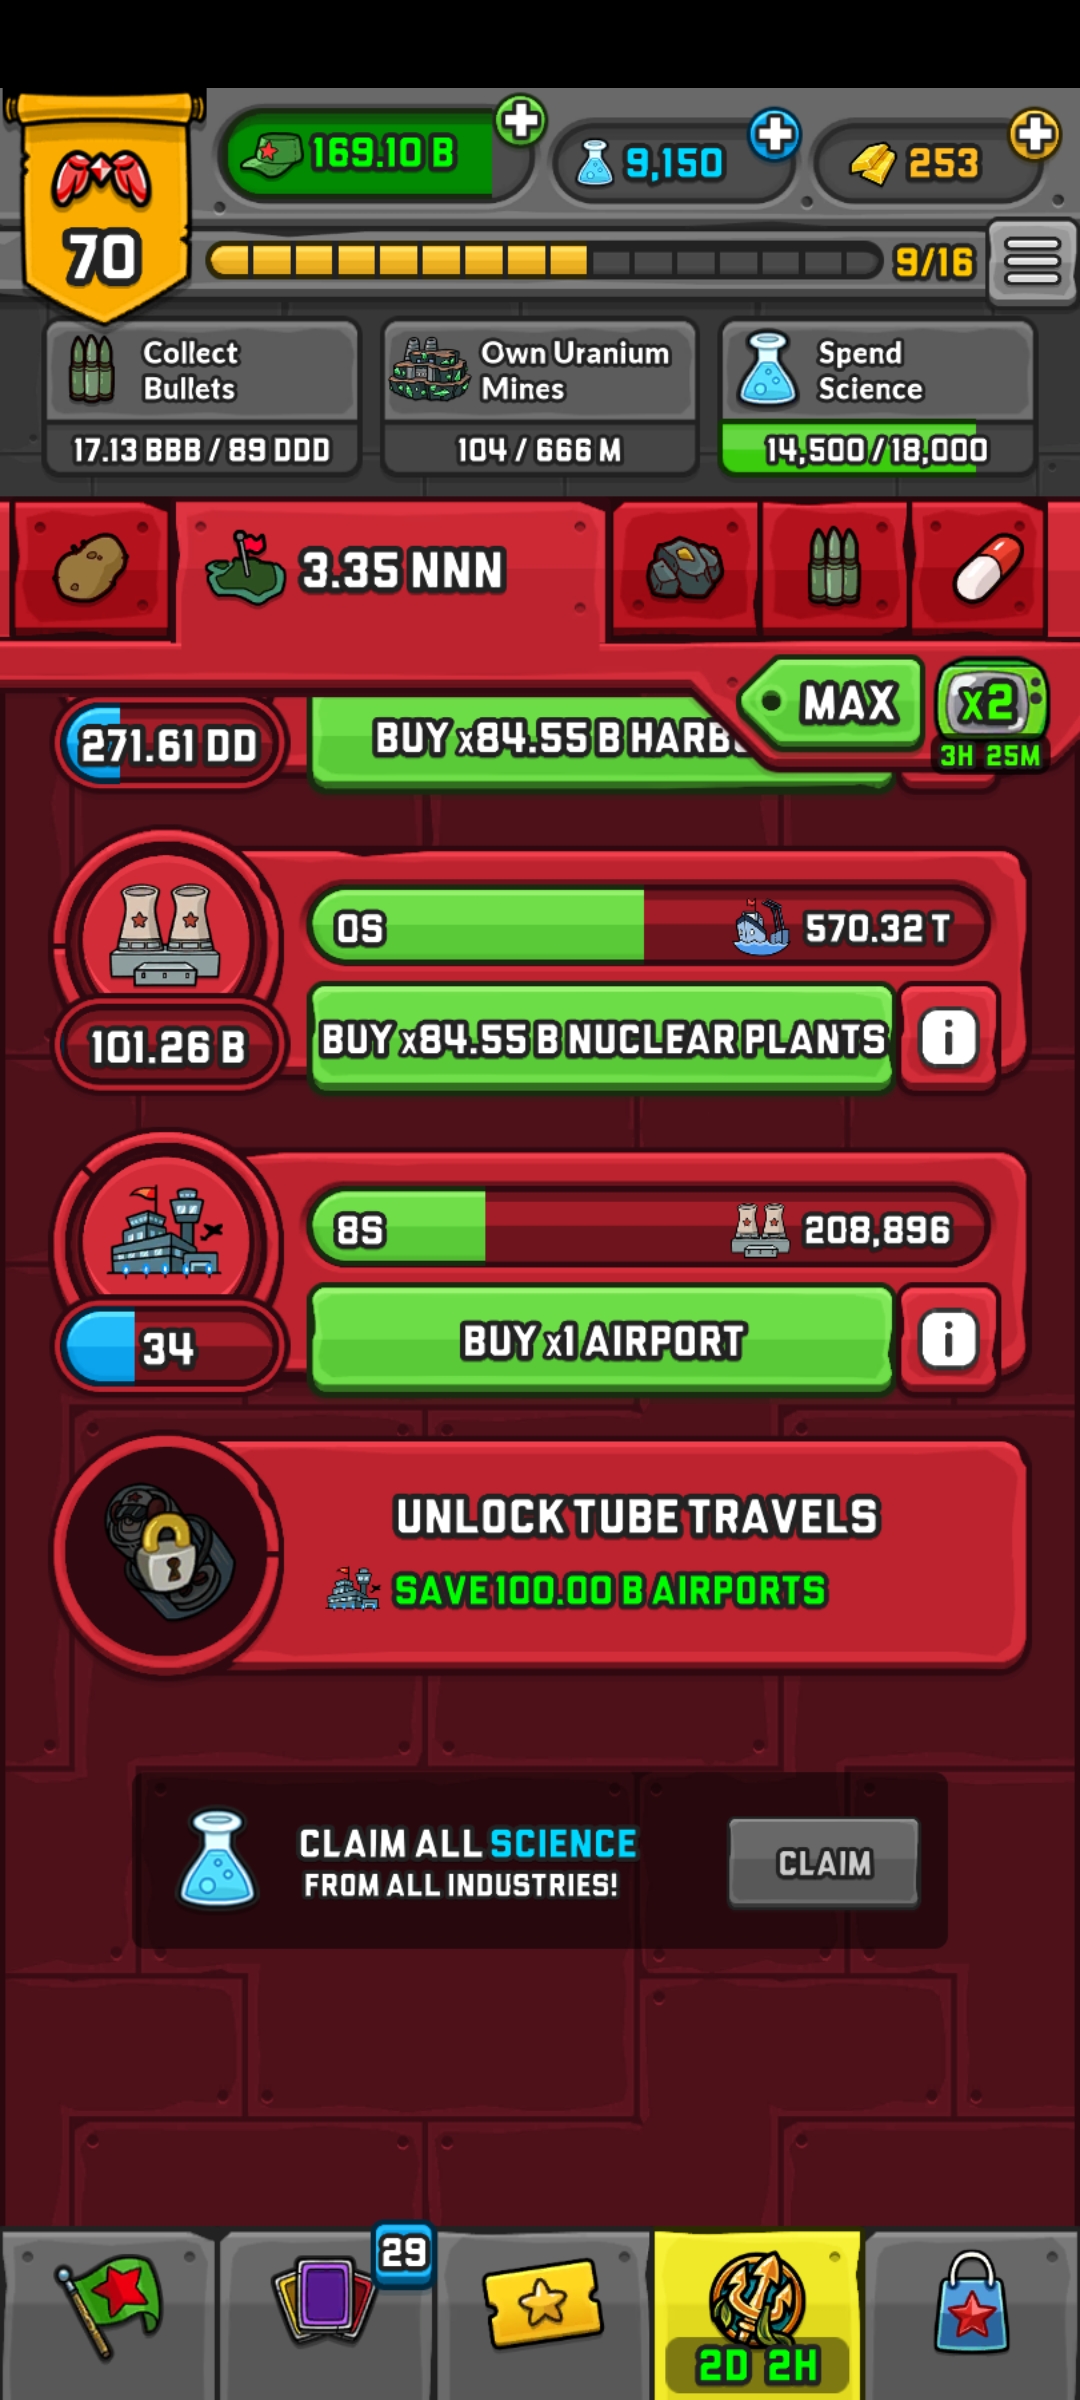 169.10 B
9,150
253
70
9/16
Collect
Bullets
Own Uranium
Mines
Spend
Science
17.13 BBB / 89 DDD
104 / 666 M
14,500 / 18,000
3.35 NNN
MAX
x2
3H 25M
271.61 DD
BUY x84.55 B HARB
0S
570.32 T
101.26 B
BUY x84.55 B NUCLEAR PLANTS
i
8S
208,896
34
BUY x1 AIRPORT
i
UNLOCK TUBE TRAVELS
SAVE 100.00 B AIRPORTS
CLAIM ALL SCIENCE
FROM ALL INDUSTRIES!
CLAIM
29
2D 2H